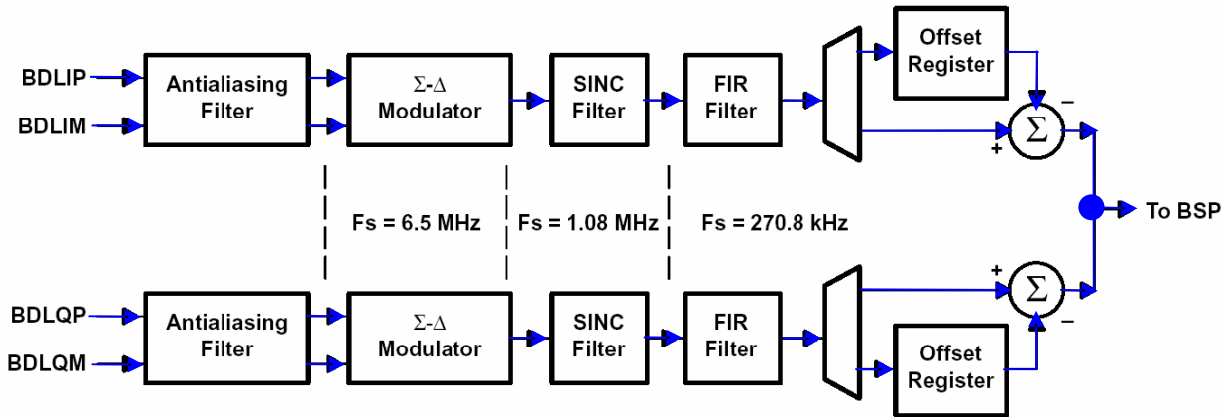 BDLIP
BDLIM
Antialiasing
Filter
Σ-Δ
Modulator
SINC
Filter
FIR
Filter
Offset
Register
Σ
−
+
Fs = 6.5 MHz
Fs = 1.08 MHz
Fs = 270.8 kHz
To BSP
BDLQP
BDLQM
Antialiasing
Filter
Σ-Δ
Modulator
SINC
Filter
FIR
Filter
+
Σ
−
Offset
Register